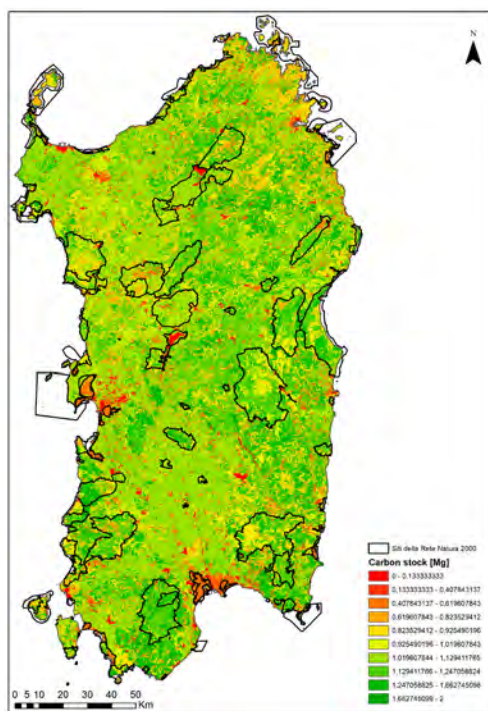 N
Siti della Rete Natura 2000
Carbon stock [Mg]
0 - 0,133333333
0,133333333 - 0,407843137
0,407843137 - 0,619607843
0,619607843 - 0,823529412
0,823529412 - 0,925490196
0,925490196 - 1,019607843
1,019607844 - 1,129411765
1,129411766 - 1,247058824
1,247058825 - 1,662745098
1,662745099 - 2
0 5 10 20 30 40 50
Km